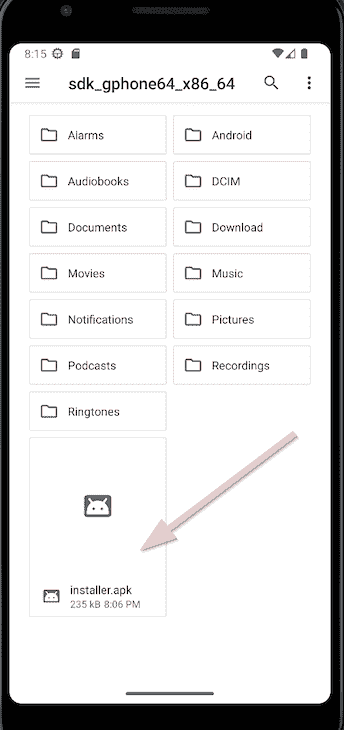 8:15
sdk_gphone64_x86_64
Alarms
Android
Audiobooks
DCIM
Documents
Download
Movies
Music
Notifications
Pictures
Podcasts
Recordings
Ringtones
installer.apk
235 kB 8:06 PM